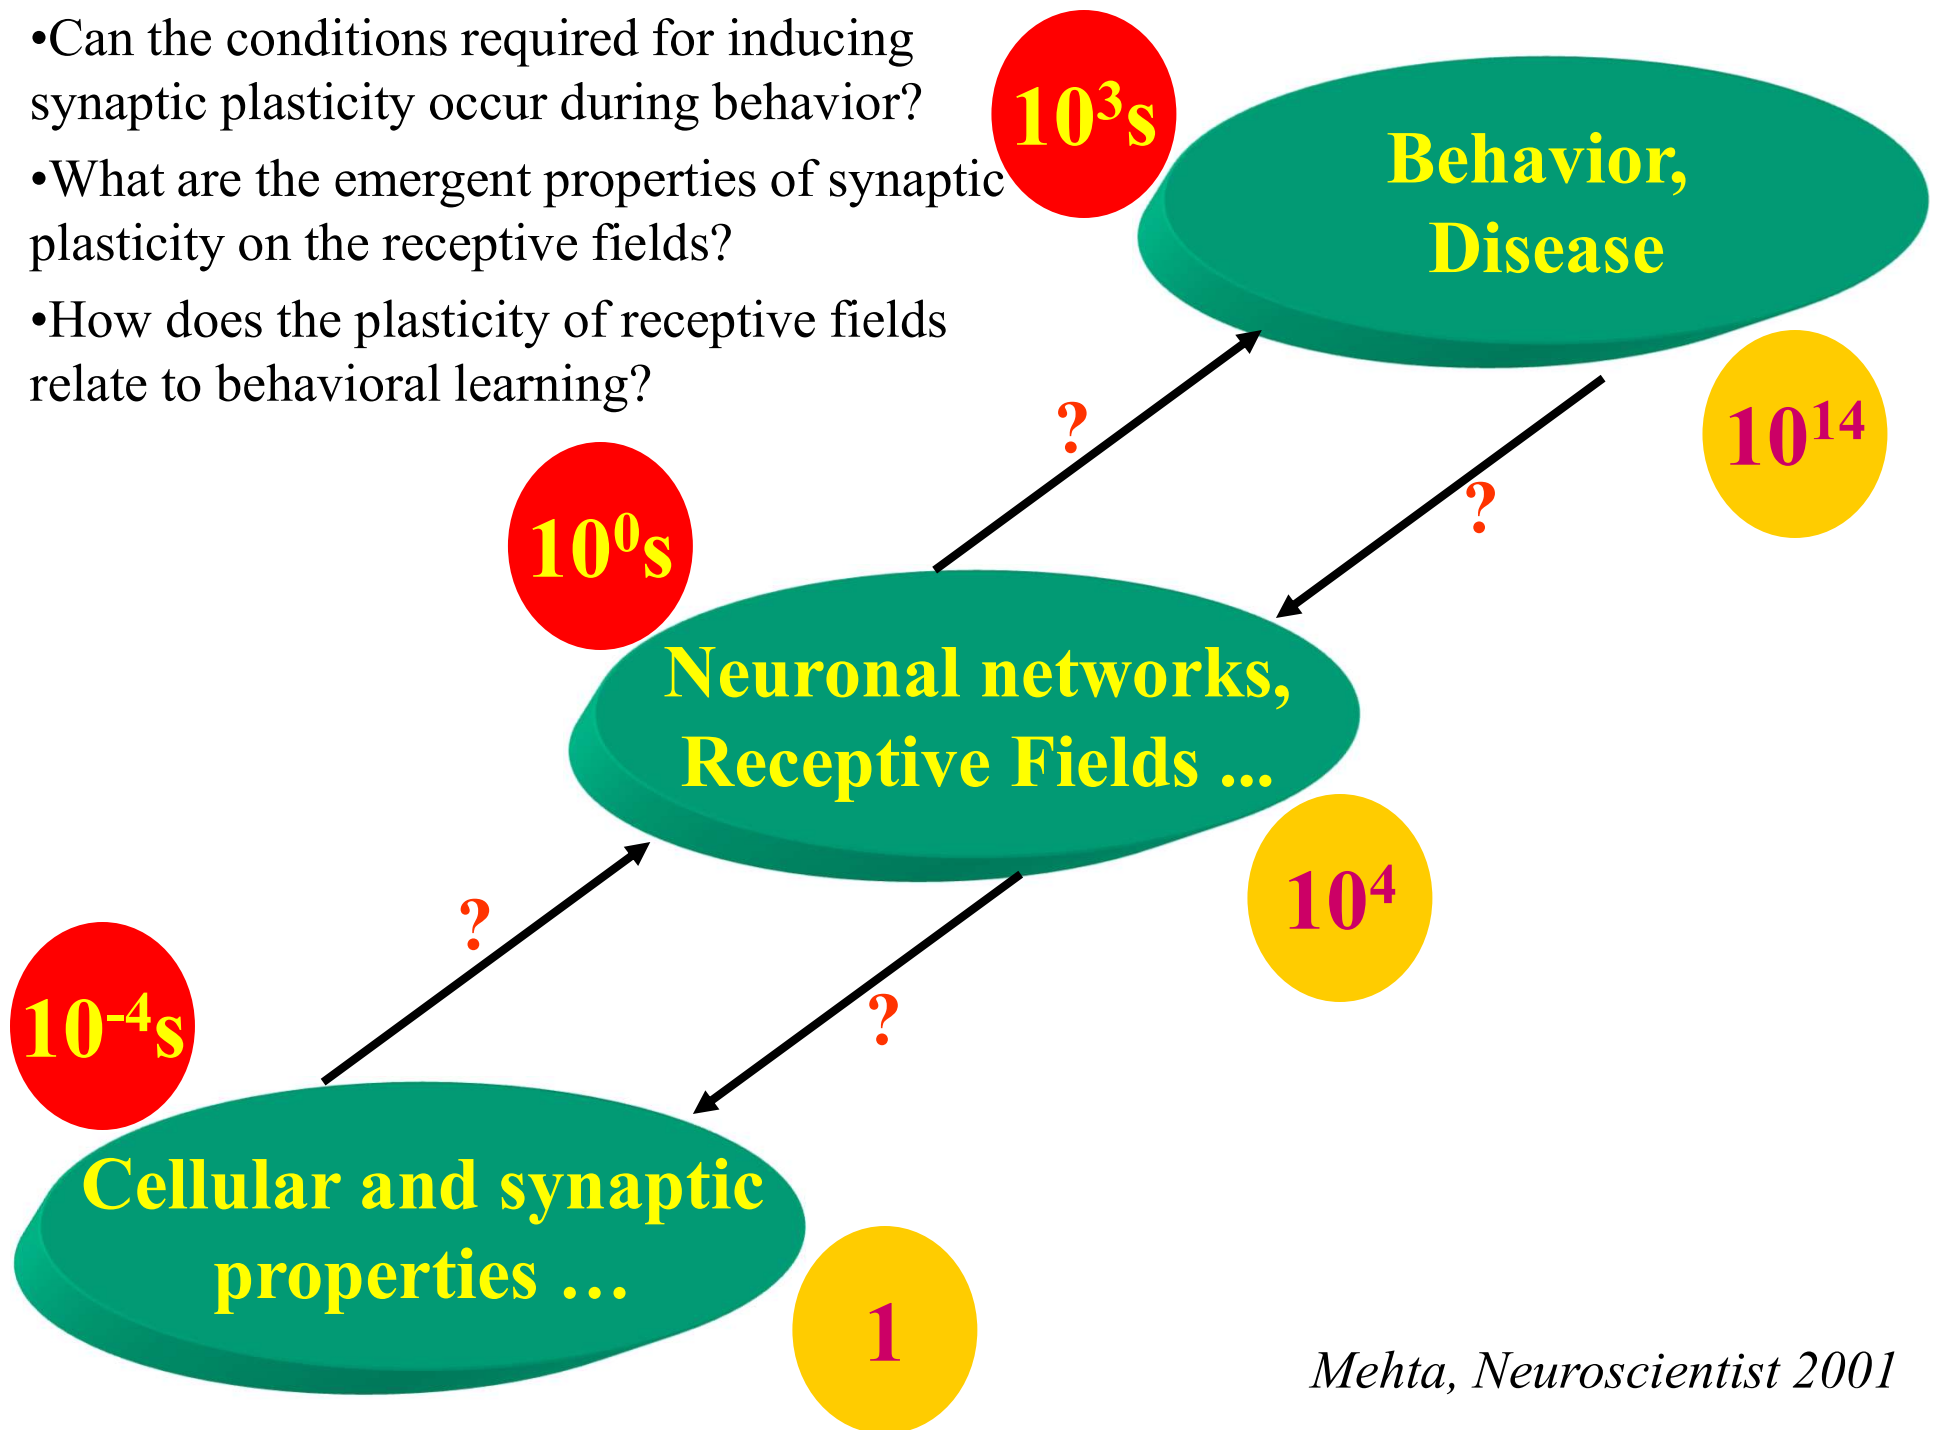 •Can the conditions required for inducing
synaptic plasticity occur during behavior?
•What are the emergent properties of synaptic
plasticity on the receptive fields?
•How does the plasticity of receptive fields
relate to behavioral learning?
10³s
Behavior,
Disease
10¹⁴
?
?
10⁰s
Neuronal networks,
Receptive Fields ...
10⁴
?
?
10⁻⁴s
Cellular and synaptic
properties …
1
Mehta, Neuroscientist 2001